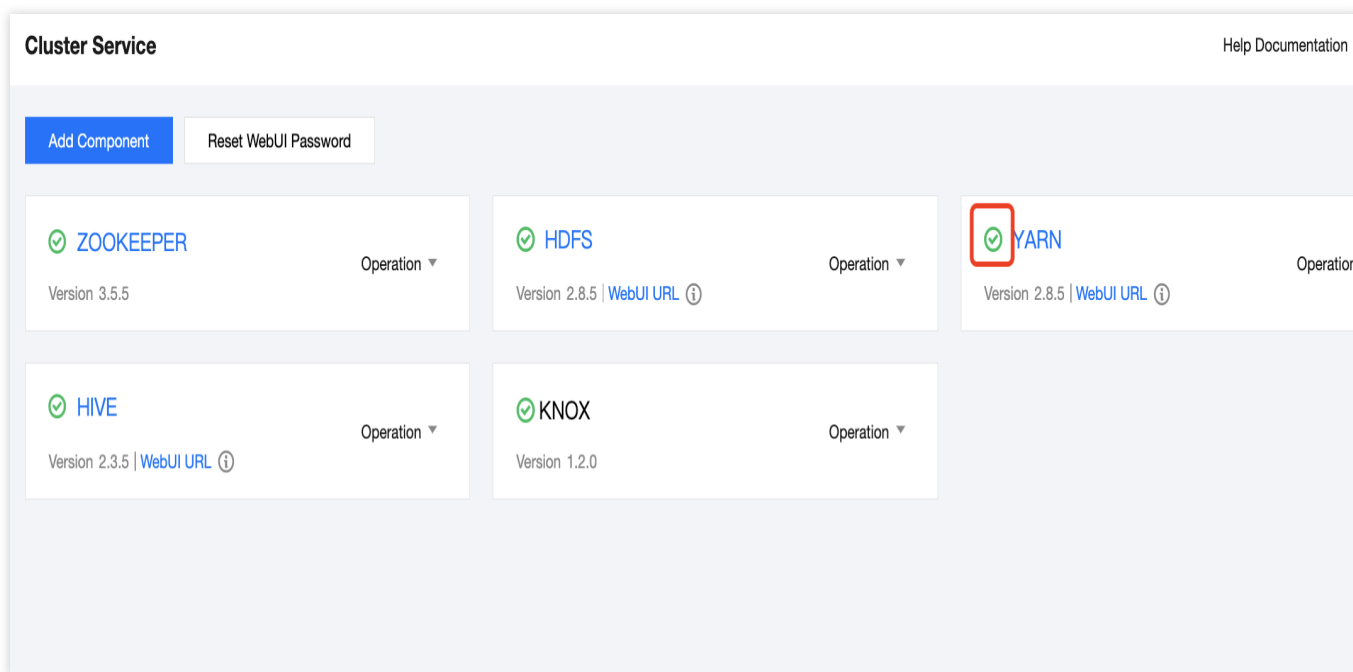 Cluster Service
Help Documentation
Add Component
Reset WebUI Password
ZOOKEEPER
Operation
Version 3.5.5
HDFS
Operation
Version 2.8.5 | WebUI URL
YARN
Operation
Version 2.8.5 | WebUI URL
HIVE
Operation
Version 2.3.5 | WebUI URL
KNOX
Operation
Version 1.2.0